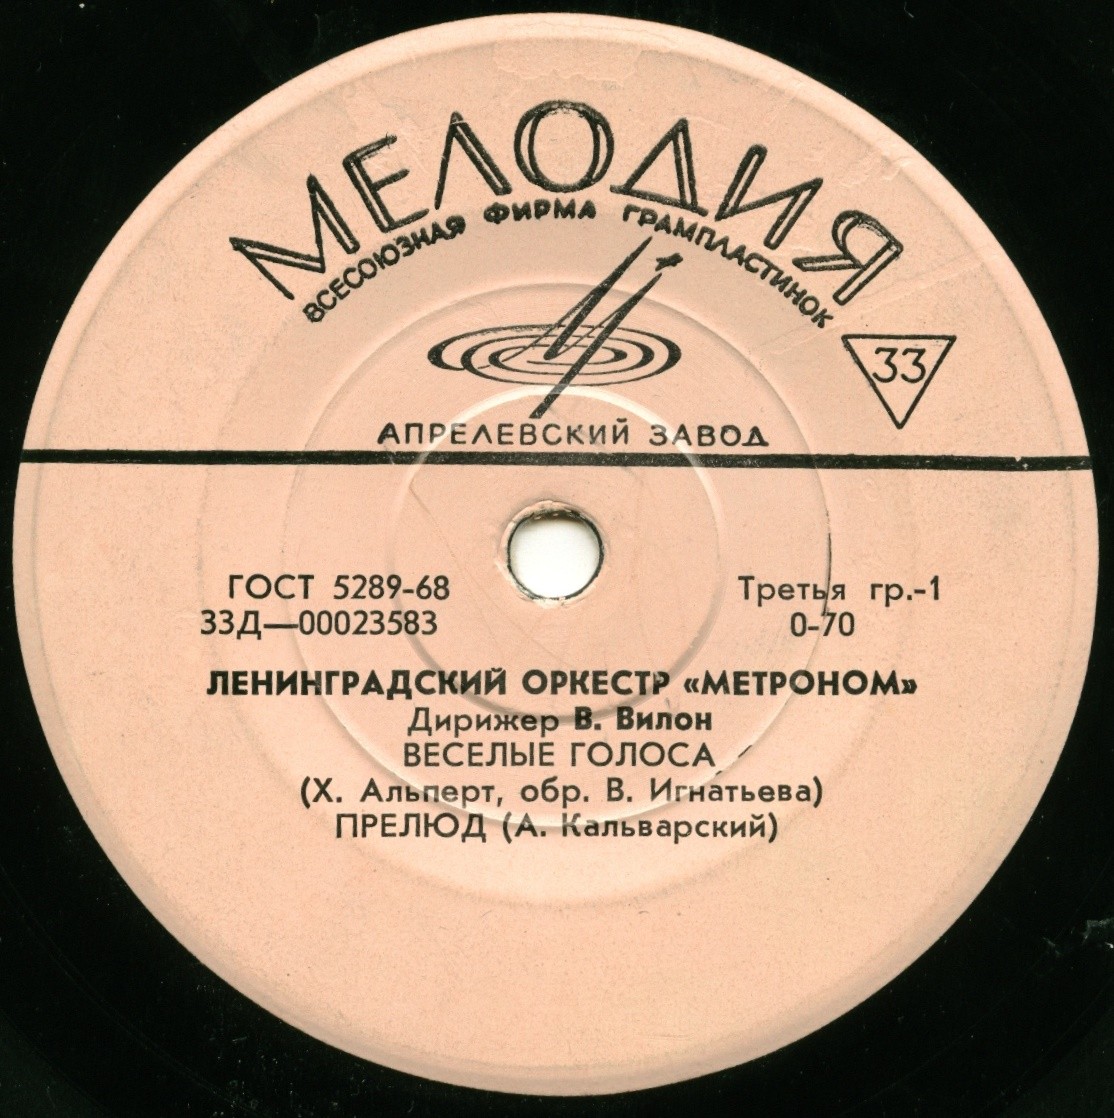 МЕЛОДИЯ
ВСЕСОЮЗНАЯ ФИРМА ГРАМПЛАСТИНОК
33
АПРЕЛЕВСКИЙ ЗАВОД
ГОСТ 5289-68 Третья гр.-1
33Д—00023583 0-70
ЛЕНИНГРАДСКИЙ ОРКЕСТР «МЕТРОНОМ»
Дирижер В. Вилон
ВЕСЕЛЫЕ ГОЛОСА
(Х. Альперт, обр. В. Игнатьева)
ПРЕЛЮД (А. Кальварский)